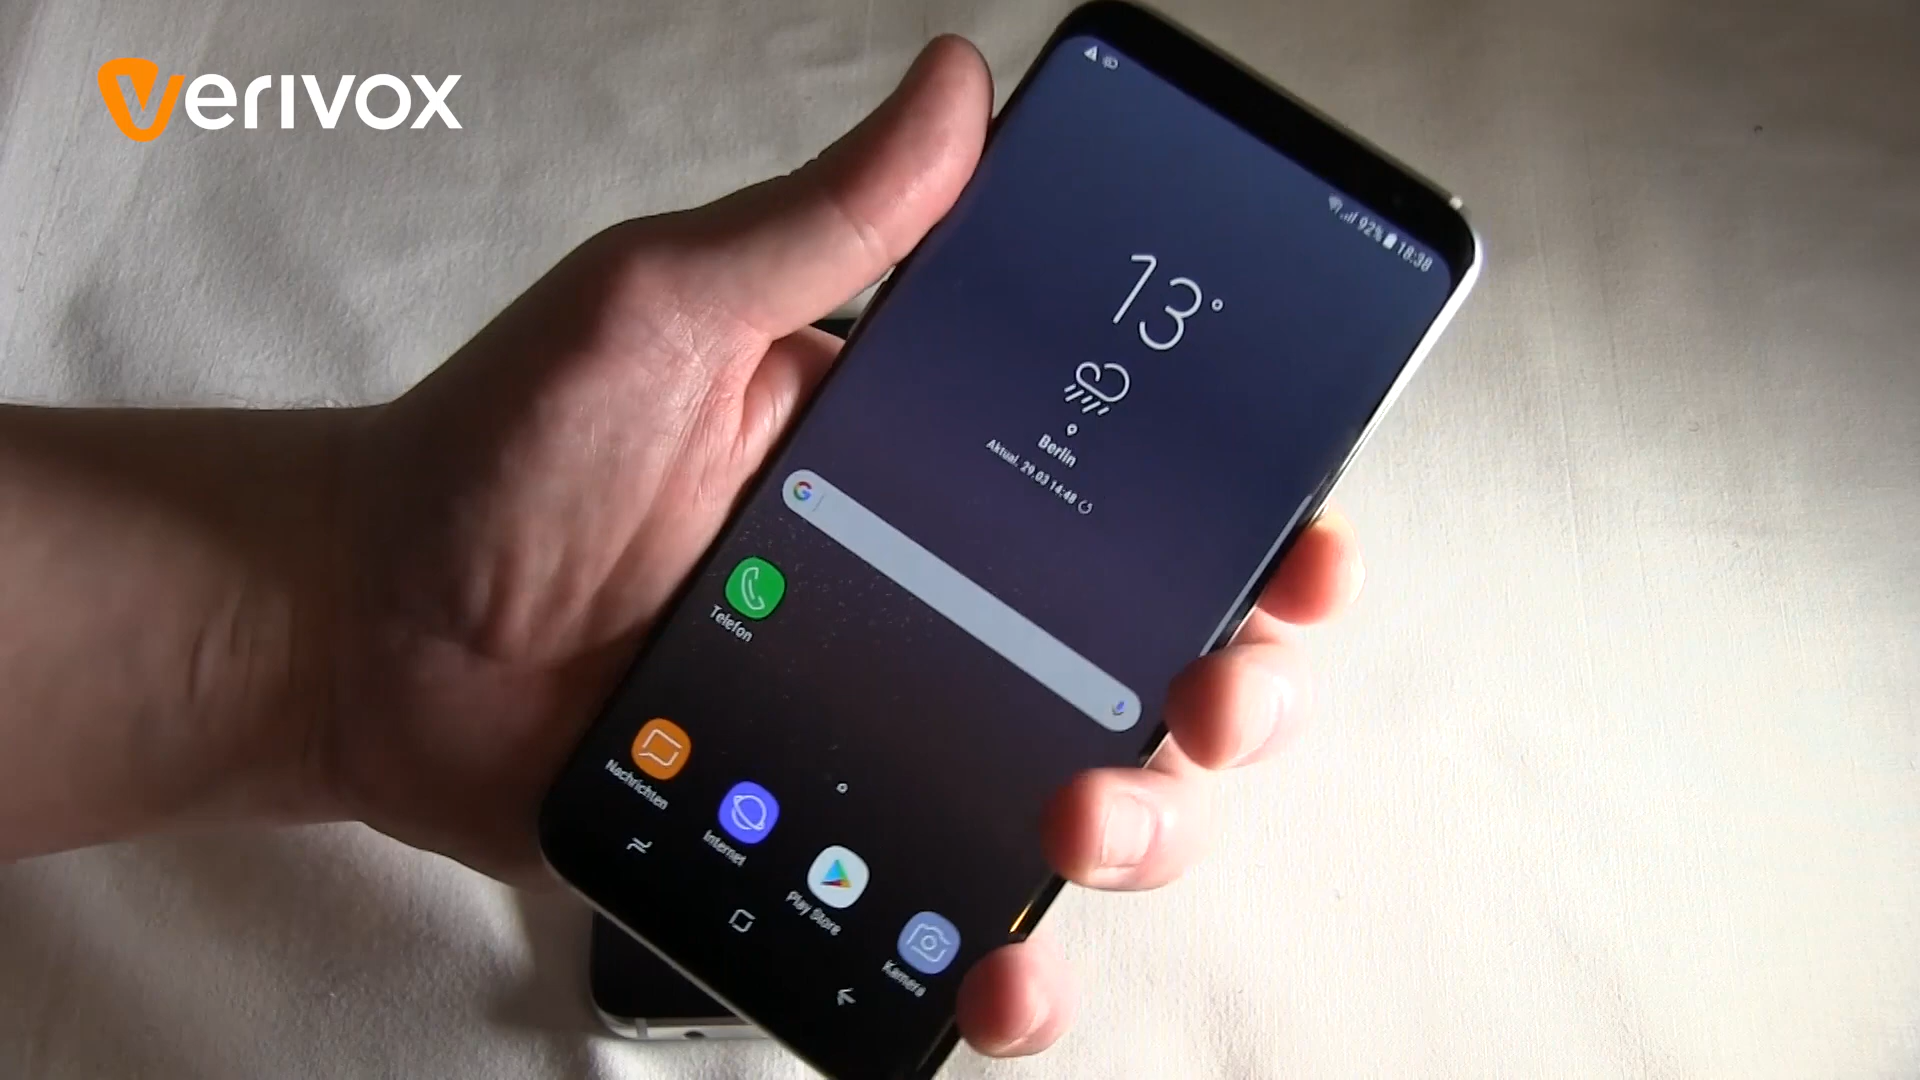 verivox
92% 18:38
13°
Berlin
Aktual. 29.03 14:48
Telefon
Nachrichten
Internet
Play Store
Kamera